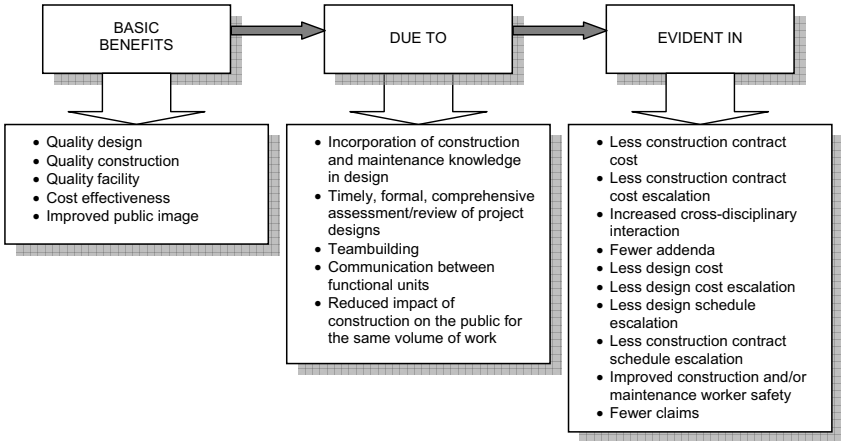 BASIC
BENEFITS
DUE TO
EVIDENT IN
• Quality design
• Quality construction
• Quality facility
• Cost effectiveness
• Improved public image
• Incorporation of construction
and maintenance knowledge
in design
• Timely, formal, comprehensive
assessment/review of project
designs
• Teambuilding
• Communication between
functional units
• Reduced impact of
construction on the public for
the same volume of work
• Less construction contract
cost
• Less construction contract
cost escalation
• Increased cross-disciplinary
interaction
• Fewer addenda
• Less design cost
• Less design cost escalation
• Less design schedule
escalation
• Less construction contract
schedule escalation
• Improved construction and/or
maintenance worker safety
• Fewer claims